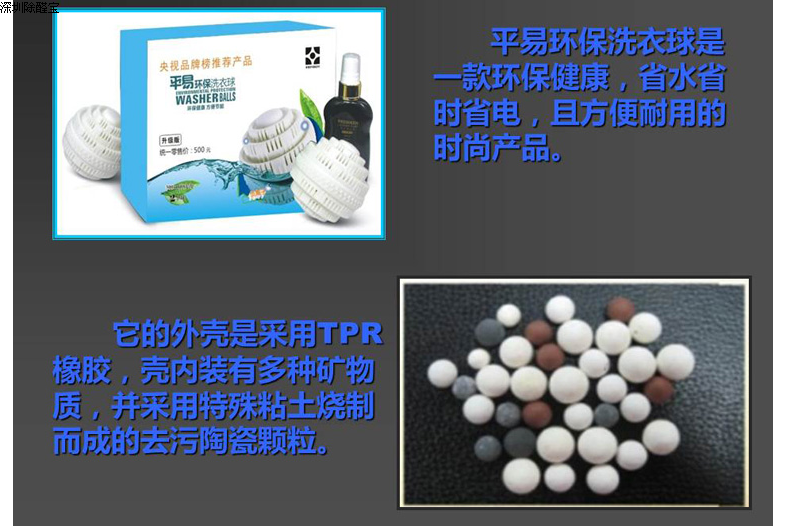 深圳除醛宝
央视品牌榜推荐产品
平易环保洗衣球
ENVIRONMENTAL PROTECTION
WASHER BALLS
环保健康 方便节能
升级版
统一零售价：500元
平易环保洗衣球是
一款环保健康，省水省
时省电，且方便耐用的
时尚产品。
它的外壳是采用TPR
橡胶，壳内装有多种矿物
质，并采用特殊粘土烧制
而成的去污陶瓷颗粒。